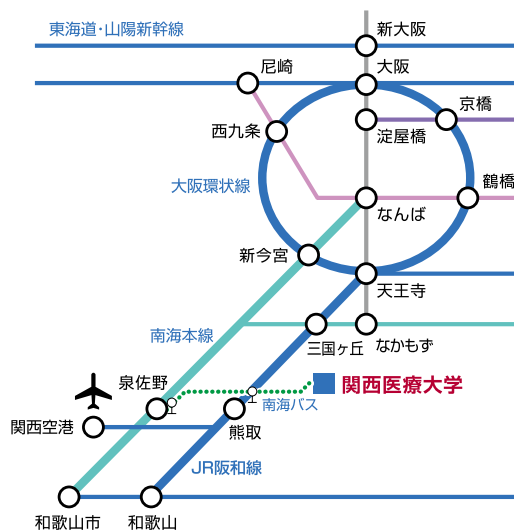 東海道・山陽新幹線
新大阪
尼崎
大阪
京橋
西九条
淀屋橋
大阪環状線
鶴橋
なんば
新今宮
天王寺
南海本線
三国ヶ丘
なかもず
泉佐野
関西医療大学
南海バス
関西空港
熊取
JR阪和線
和歌山市
和歌山